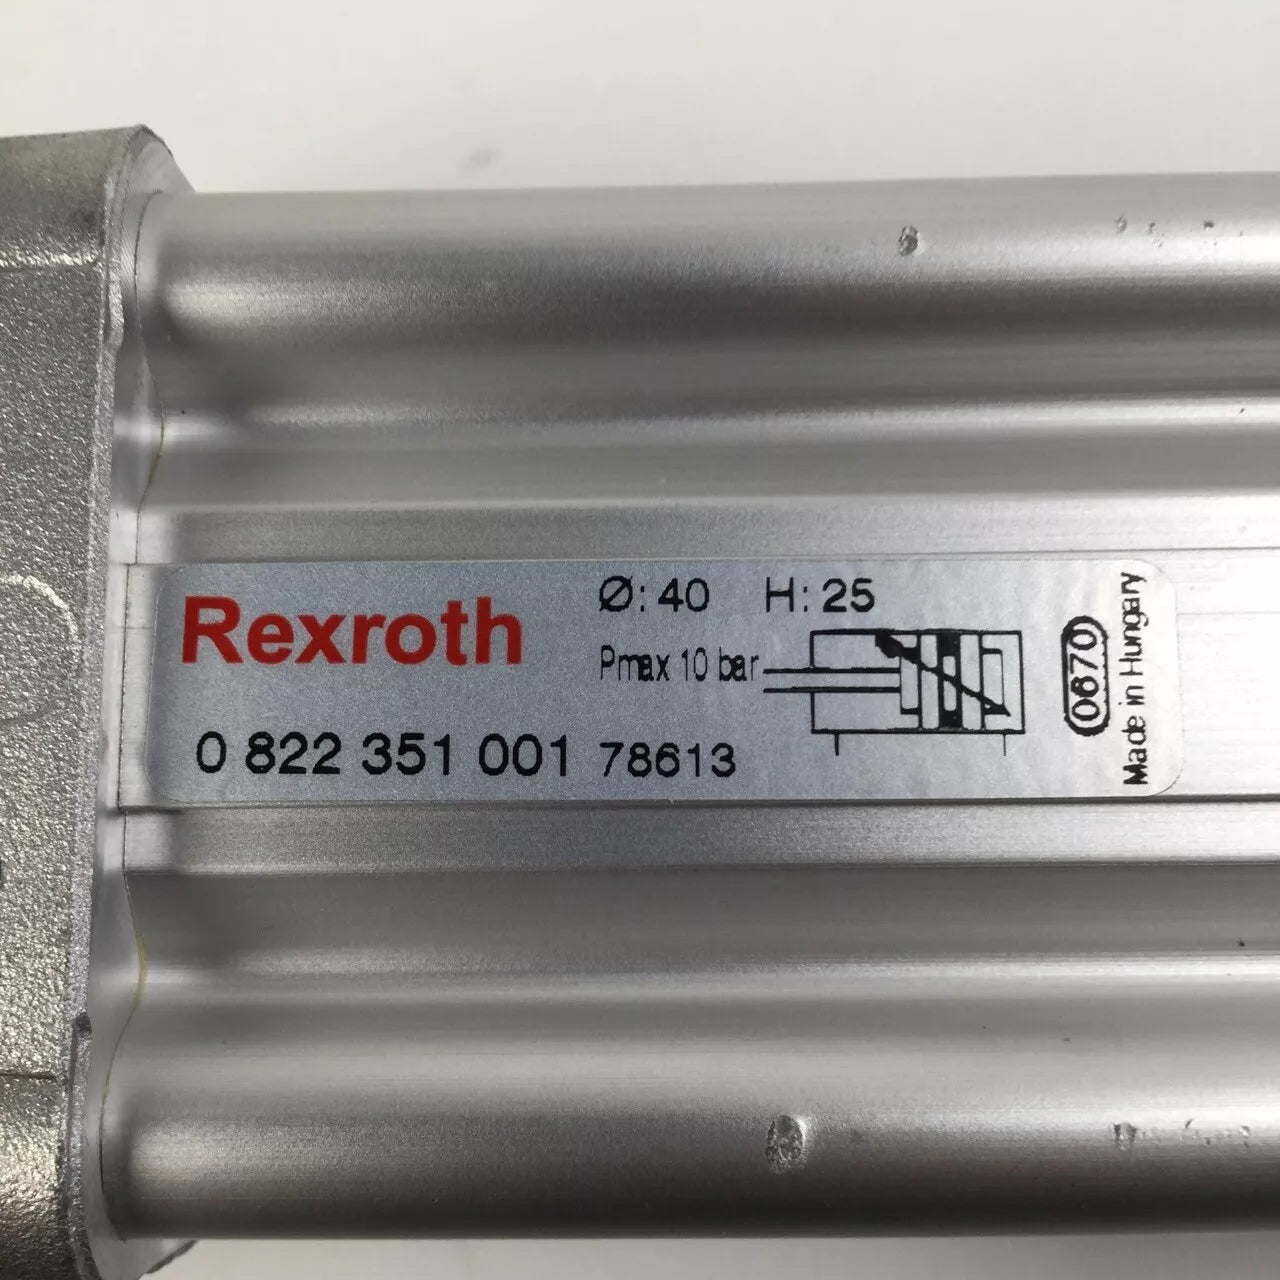 Rexroth
Ø: 40 H: 25
Pmax 10 bar
0 822 351 001 78613
0670
Made in Hungary